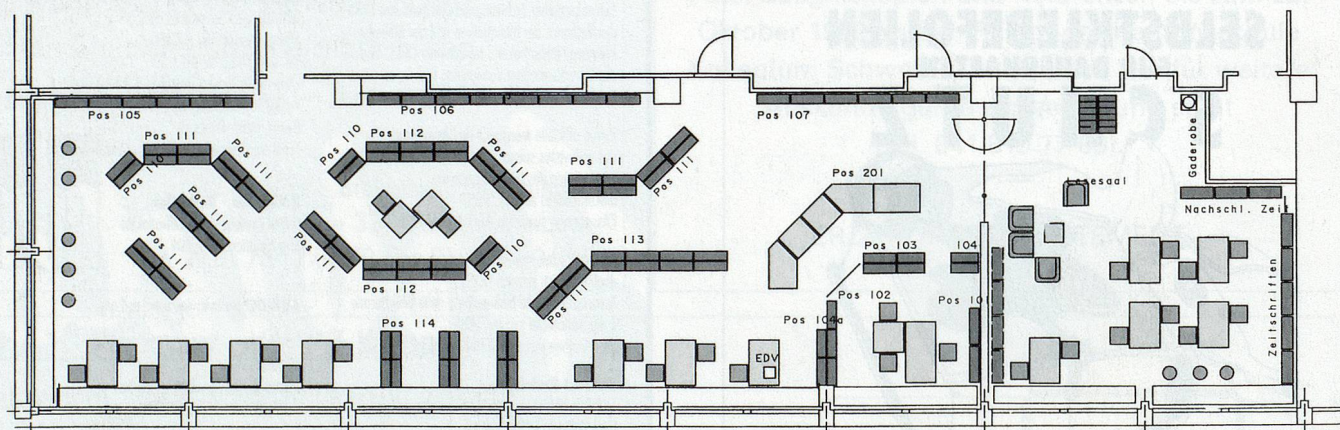 Pos 105
Pos 106
Pos 107
Pos 111
Pos 110
Pos 111
Pos 111
Pos 111
Pos 110
Pos 112
Pos 111
Pos 111
Pos 112
Pos 110
Pos 111
Pos 111
Pos 113
Pos 111
Pos 114
Pos 201
Pos 103
104
Pos 102
Pos 101
Pos 104a
EDV
Gaderobe
Lesesaal
Nachschl. Zeit
Zeitschriften